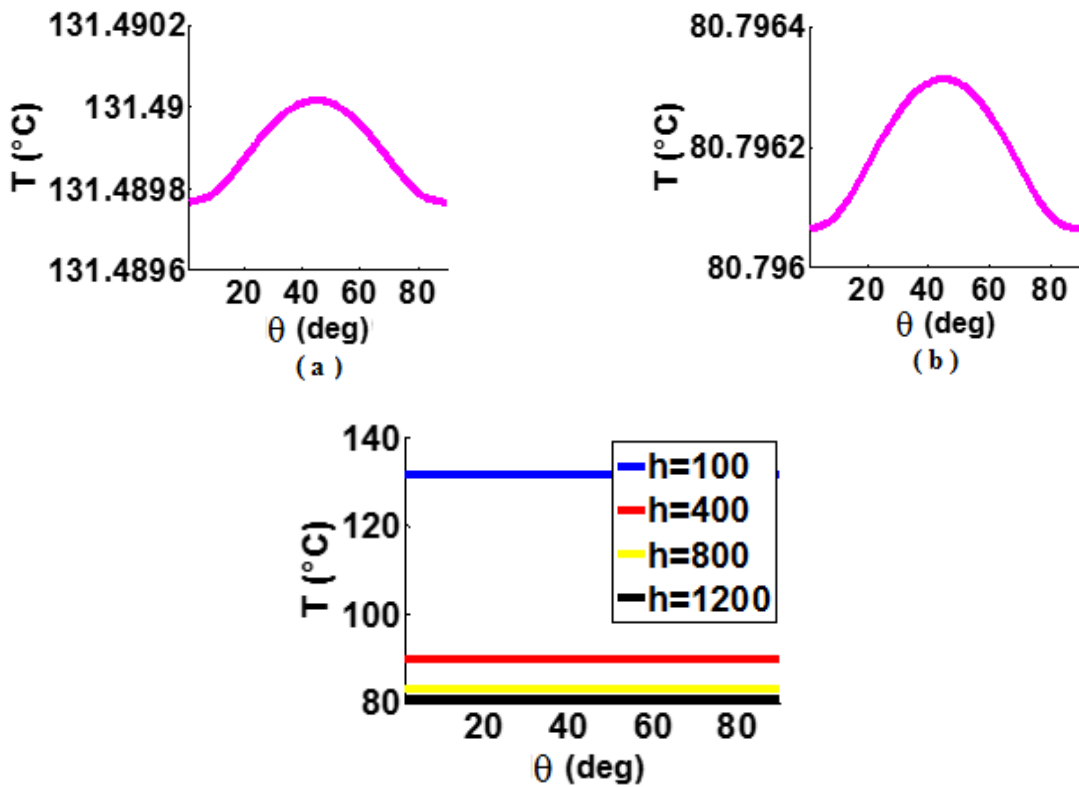 131.4902
131.49
131.4898
131.4896
T (°C)
20 40 60 80
θ (deg)
( a )
80.7964
80.7962
80.796
T (°C)
20 40 60 80
θ (deg)
( b )
140
120
100
80
T (°C)
h=100
h=400
h=800
h=1200
20 40 60 80
θ (deg)